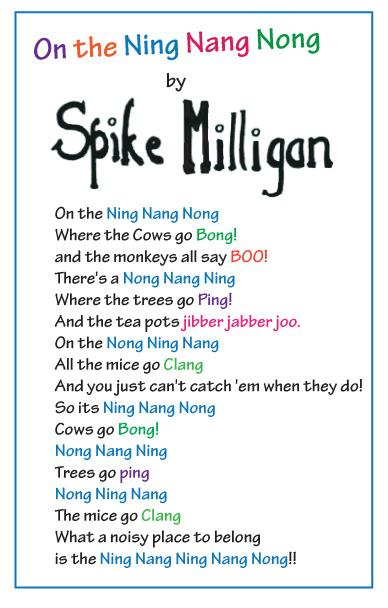 On the Ning Nang Nong
by
Spike Milligan
On the Ning Nang Nong
Where the Cows go Bong!
and the monkeys all say BOO!
There's a Nong Nang Ning
Where the trees go Ping!
And the tea pots jibber jabber joo.
On the Nong Ning Nang
All the mice go Clang
And you just can't catch 'em when they do!
So its Ning Nang Nong
Cows go Bong!
Nong Nang Ning
Trees go ping
Nong Ning Nang
The mice go Clang
What a noisy place to belong
is the Ning Nang Ning Nang Nong!!